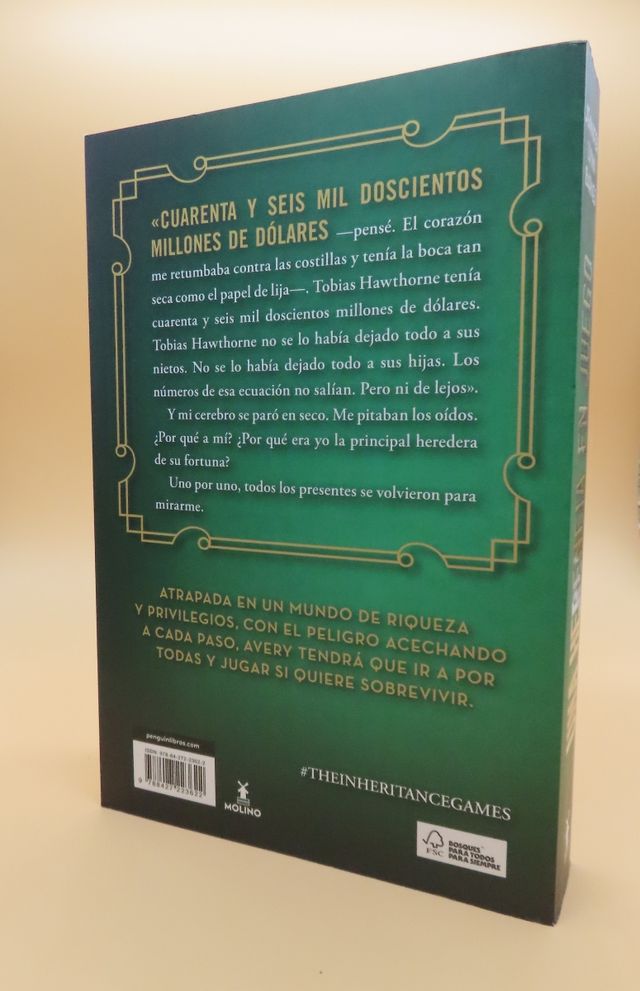 «CUARENTA Y SEIS MIL DOSCIENTOS
MILLONES DE DÓLARES —pensé. El corazón
me retumbaba contra las costillas y tenía la boca tan
seca como el papel de lija—. Tobias Hawthorne tenía
cuarenta y seis mil doscientos millones de dólares.
Tobias Hawthorne no se lo había dejado todo a sus
nietos. No se lo había dejado todo a sus hijas. Los
números de esa ecuación no salían. Pero ni de lejos».
Y mi cerebro se paró en seco. Me pitaban los oídos.
¿Por qué a mí? ¿Por qué era yo la principal heredera
de su fortuna?
Uno por uno, todos los presentes se volvieron para
mirarme.
ATRAPADA EN UN MUNDO DE RIQUEZA
Y PRIVILEGIOS, CON EL PELIGRO ACECHANDO
A CADA PASO, AVERY TENDRÁ QUE IR A POR
TODAS Y JUGAR SI QUIERE SOBREVIVIR.
penguinlibros.com
9 788427 223622
MOLINO
#THEINHERITANCEGAMES
FSC
BOSQUES
PARA TODOS
PARA SIEMPRE
EN JUEGO